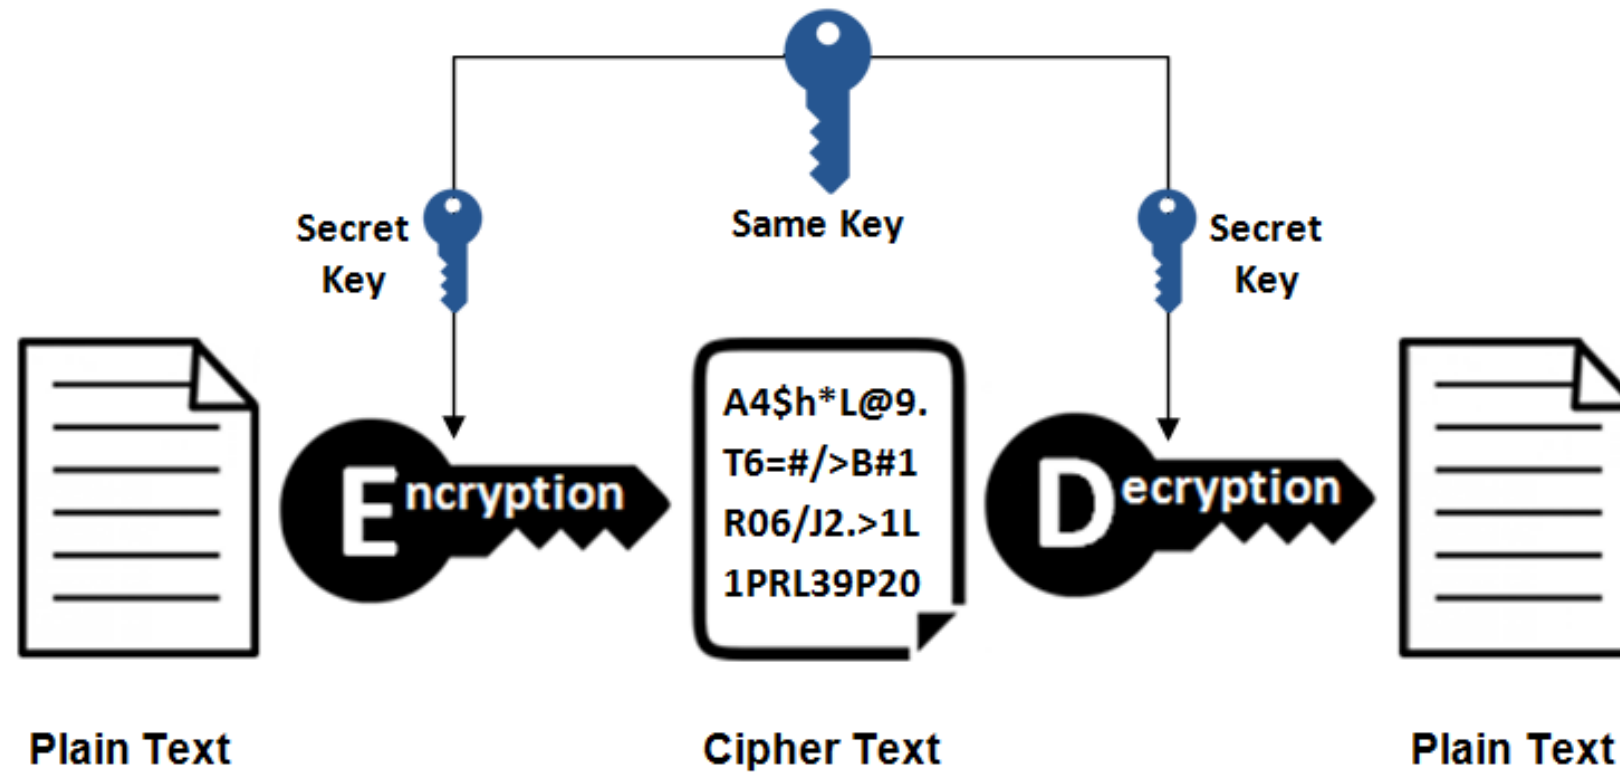 Same Key
Secret
Key
Secret
Key
Encryption
A4$h*L@9.
T6=#/>B#1
R06/J2.>1L
1PRL39P20
Decryption
Plain Text
Cipher Text
Plain Text